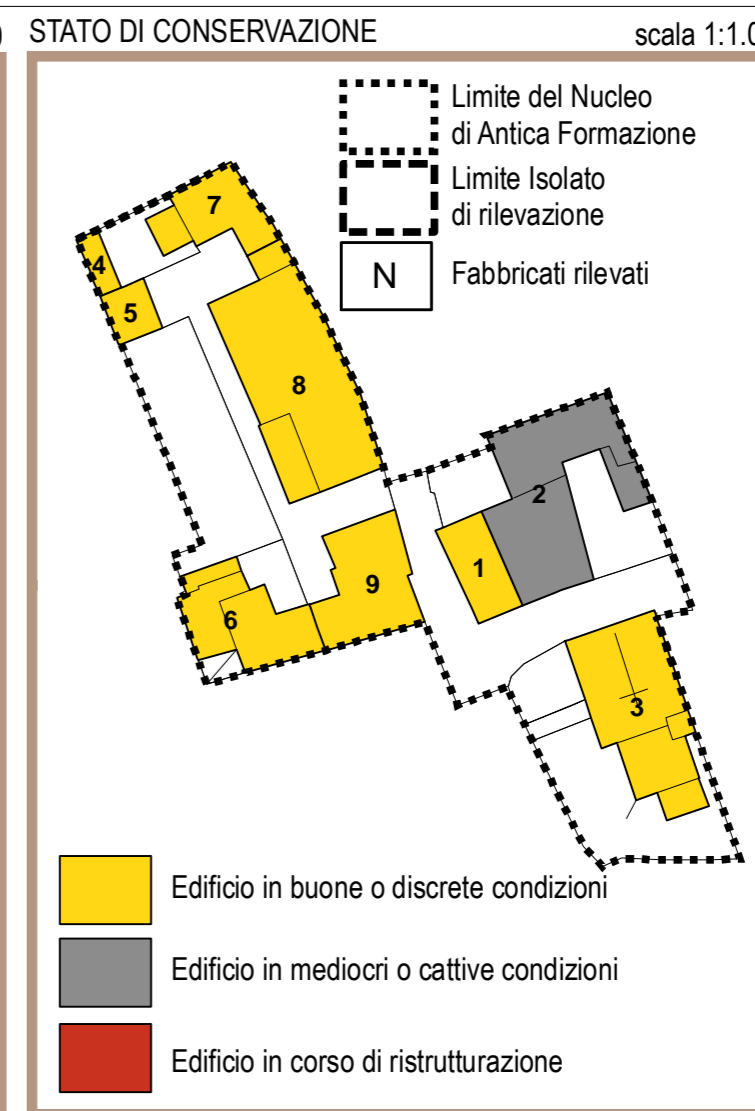 ) STATO DI CONSERVAZIONE scala 1:1.0
Limite del Nucleo
di Antica Formazione
Limite Isolato
di rilevazione
N Fabbricati rilevati
7
4
5
8
2
1
9
6
3
Edificio in buone o discrete condizioni
Edificio in mediocri o cattive condizioni
Edificio in corso di ristrutturazione